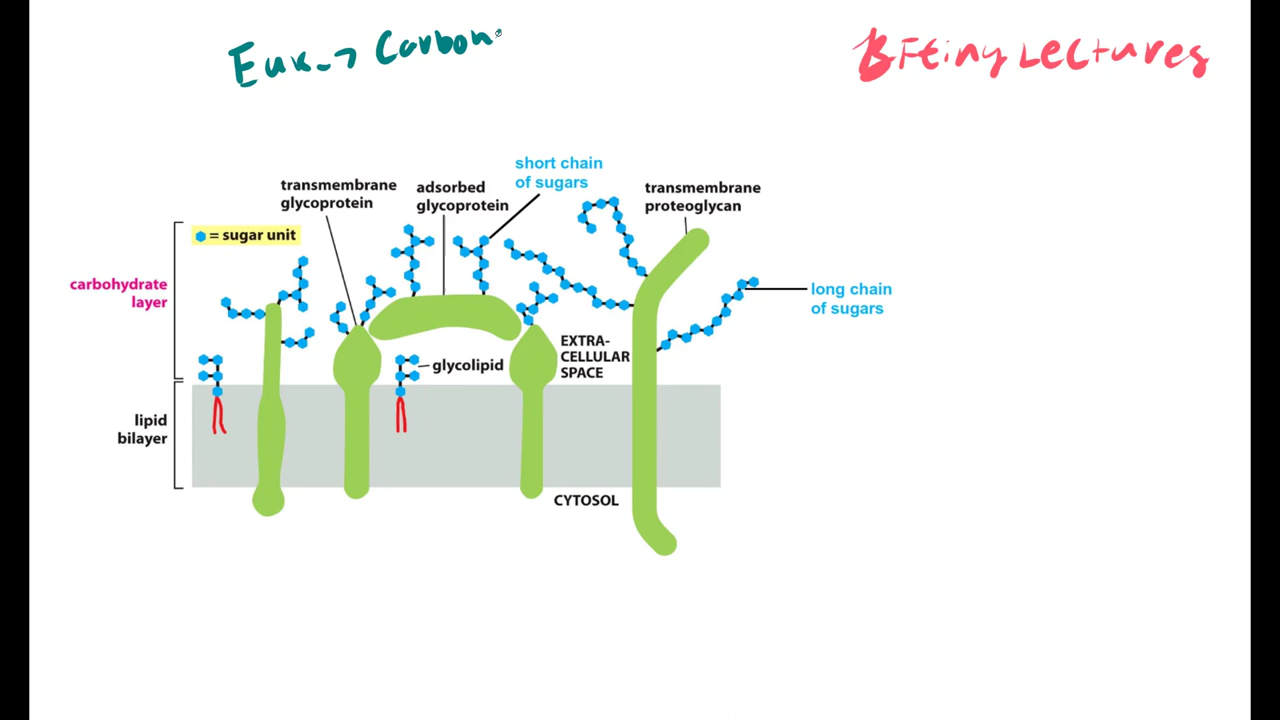 Euk → Carbon
BFtiny Lectures
short chain
of sugars
transmembrane
glycoprotein
adsorbed
glycoprotein
transmembrane
proteoglycan
= sugar unit
carbohydrate
layer
long chain
of sugars
EXTRA-
CELLULAR
SPACE
glycolipid
lipid
bilayer
CYTOSOL